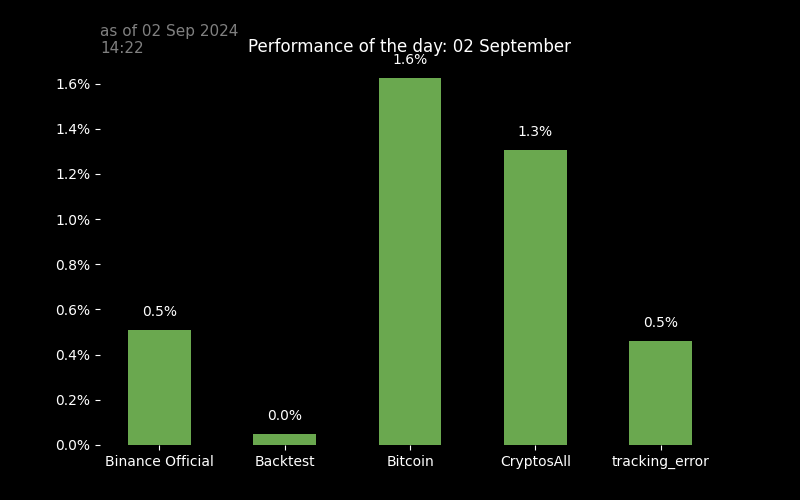 as of 02 Sep 2024
14:22
Performance of the day: 02 September
1.6%
1.6%
1.4%
1.3%
1.2%
1.0%
0.8%
0.6%
0.5%
0.5%
0.4%
0.2%
0.0%
0.0%
Binance Official
Backtest
Bitcoin
CryptosAll
tracking_error